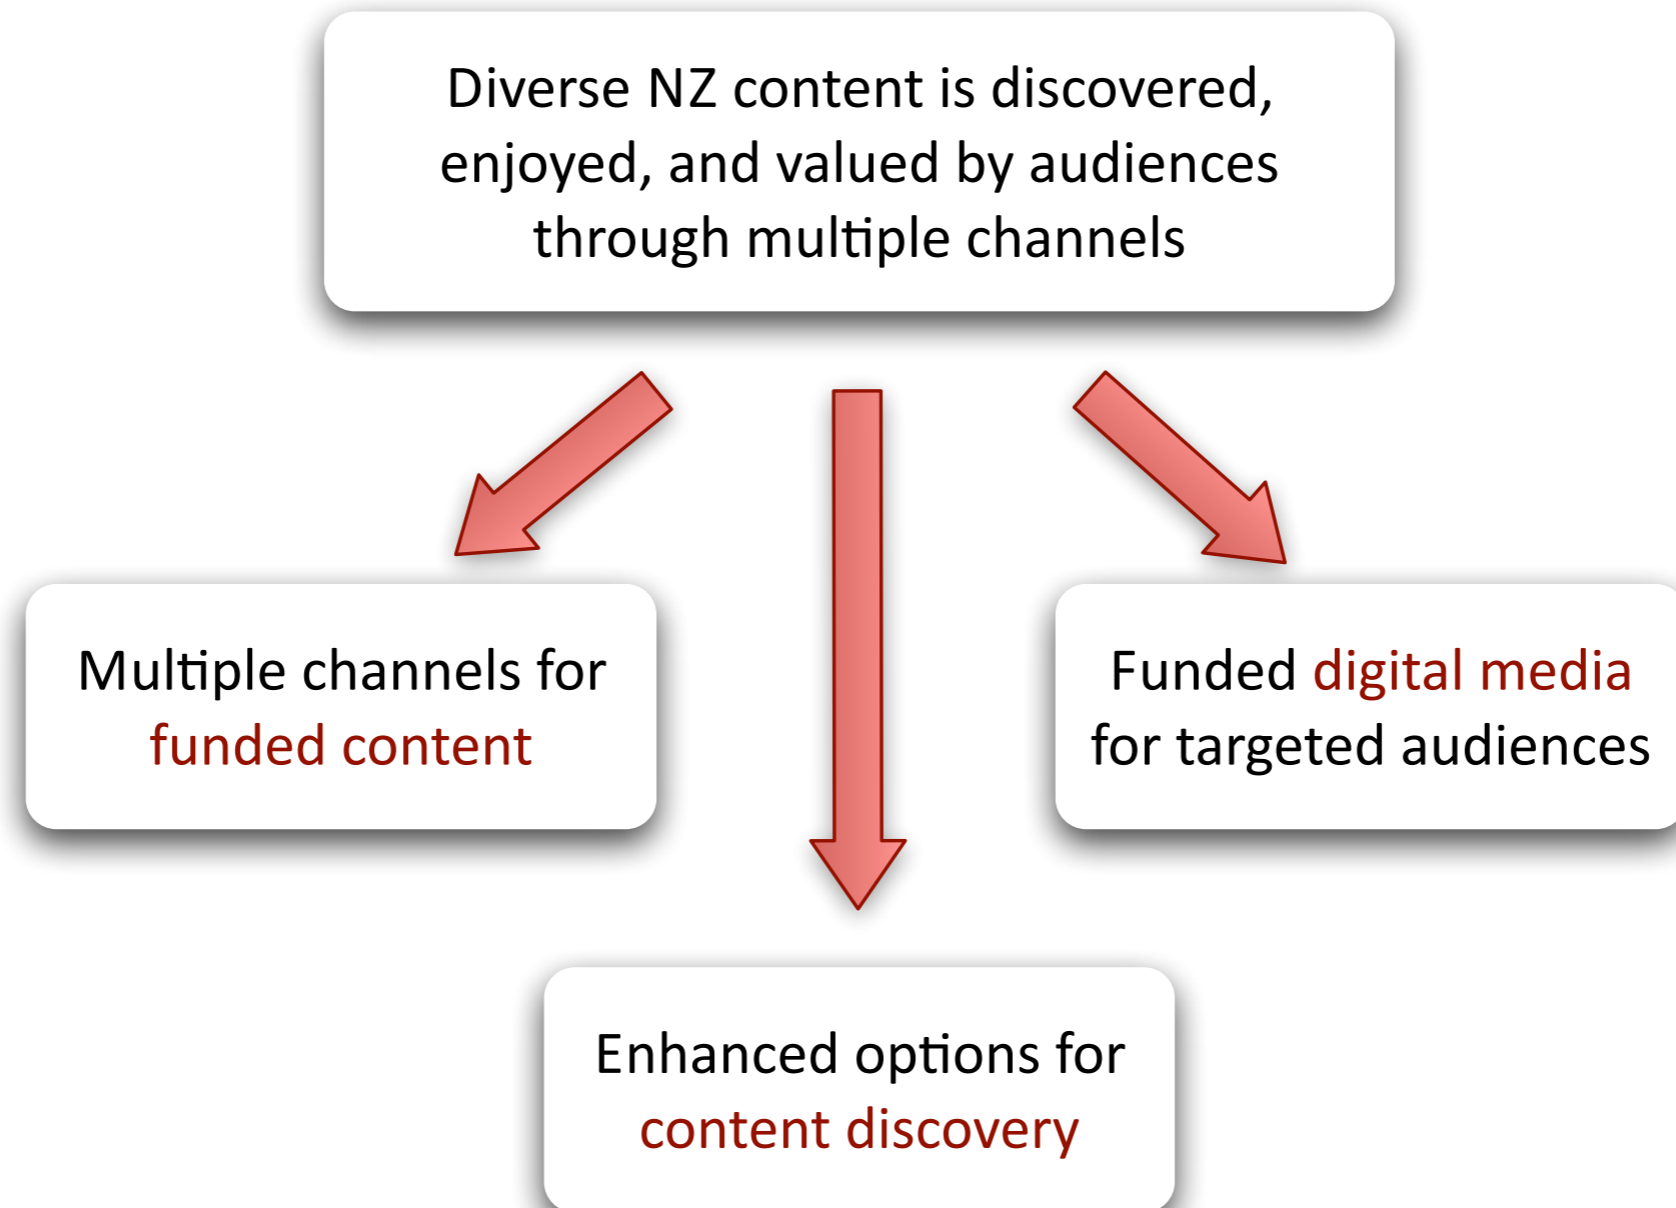 Diverse NZ content is discovered,
enjoyed, and valued by audiences
through multiple channels
Multiple channels for
funded content
Funded digital media
for targeted audiences
Enhanced options for
content discovery